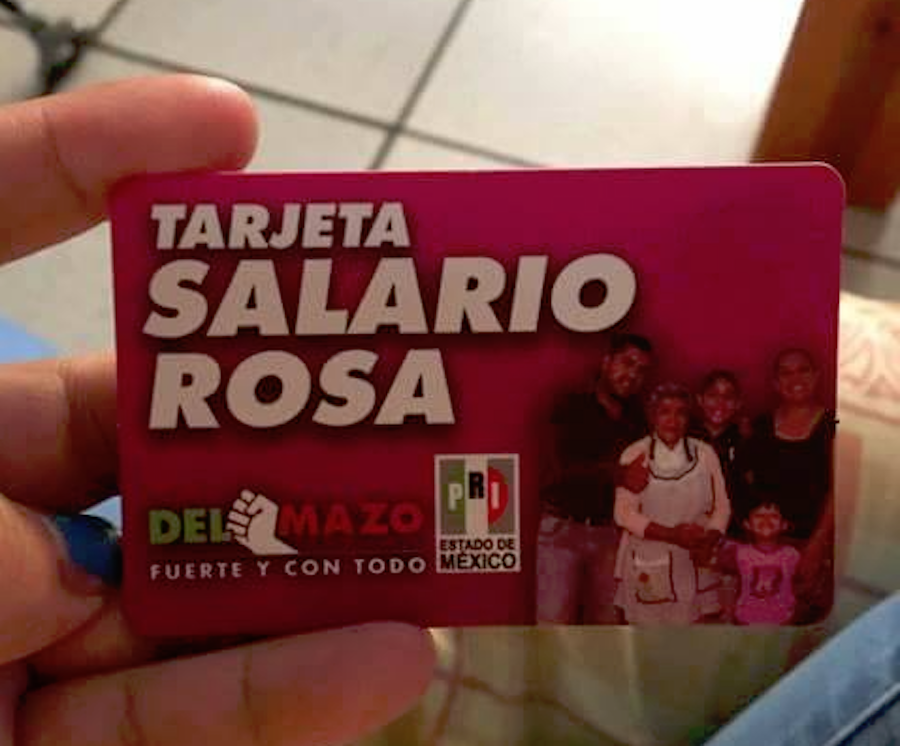 TARJETA
SALARIO
ROSA
DEL MAZO
FUERTE Y CON TODO
PRI
ESTADO DE
MÉXICO